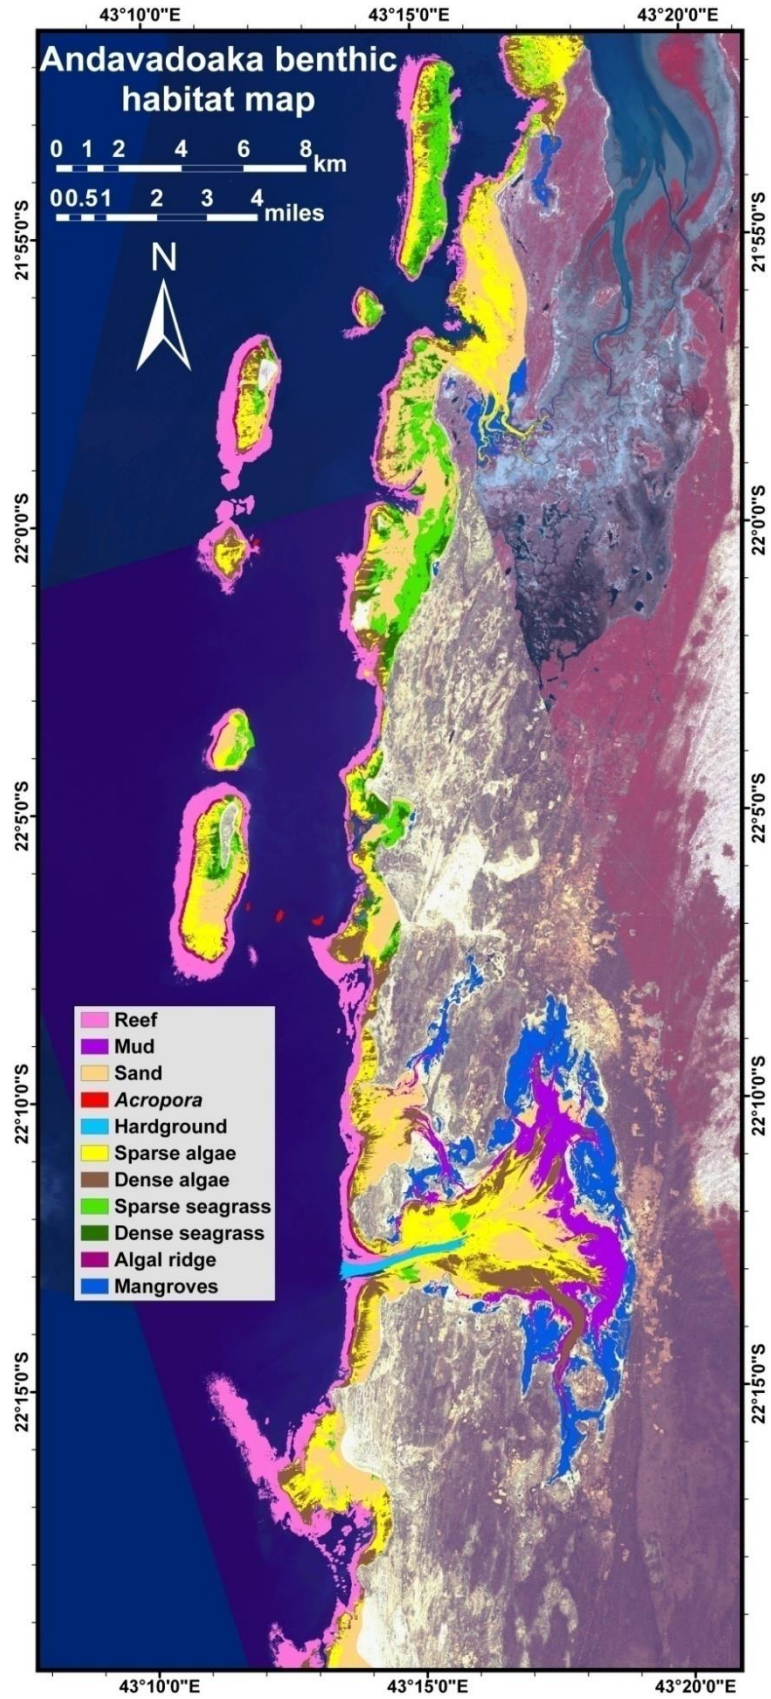 43°10'0"E 43°15'0"E 43°20'0"E
Andavadoaka benthic
habitat map
0 1 2 4 6 8 km
0 0.5 1 2 3 4 miles
N
21°55'0"S 21°55'0"S
22°0'0"S 22°0'0"S
22°5'0"S 22°5'0"S
Reef
Mud
Sand
Acropora
Hardground
Sparse algae
Dense algae
Sparse seagrass
Dense seagrass
Algal ridge
Mangroves
22°10'0"S 22°10'0"S
22°15'0"S 22°15'0"S
43°10'0"E 43°15'0"E 43°20'0"E